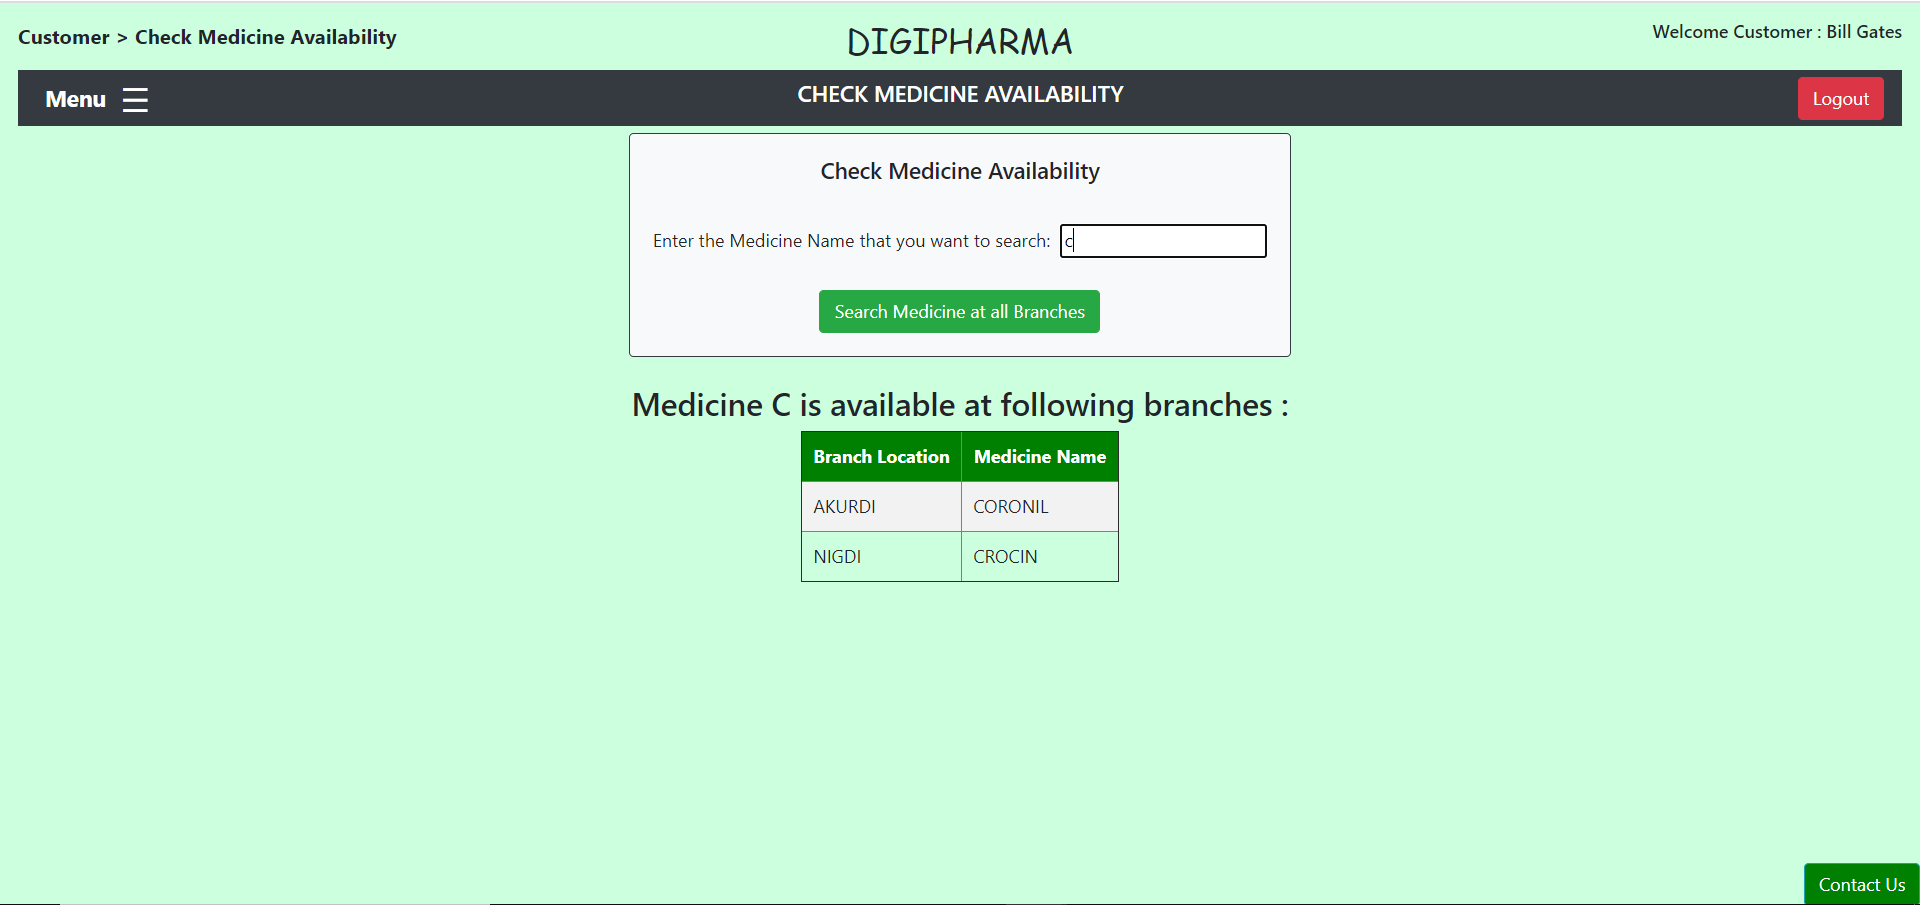 Customer > Check Medicine Availability
DIGIPHARMA
Welcome Customer : Bill Gates
Menu
CHECK MEDICINE AVAILABILITY
Logout
Check Medicine Availability
Enter the Medicine Name that you want to search: c
Search Medicine at all Branches
Medicine C is available at following branches :
Branch Location Medicine Name
AKURDI CORONIL
NIGDI CROCIN
Contact Us